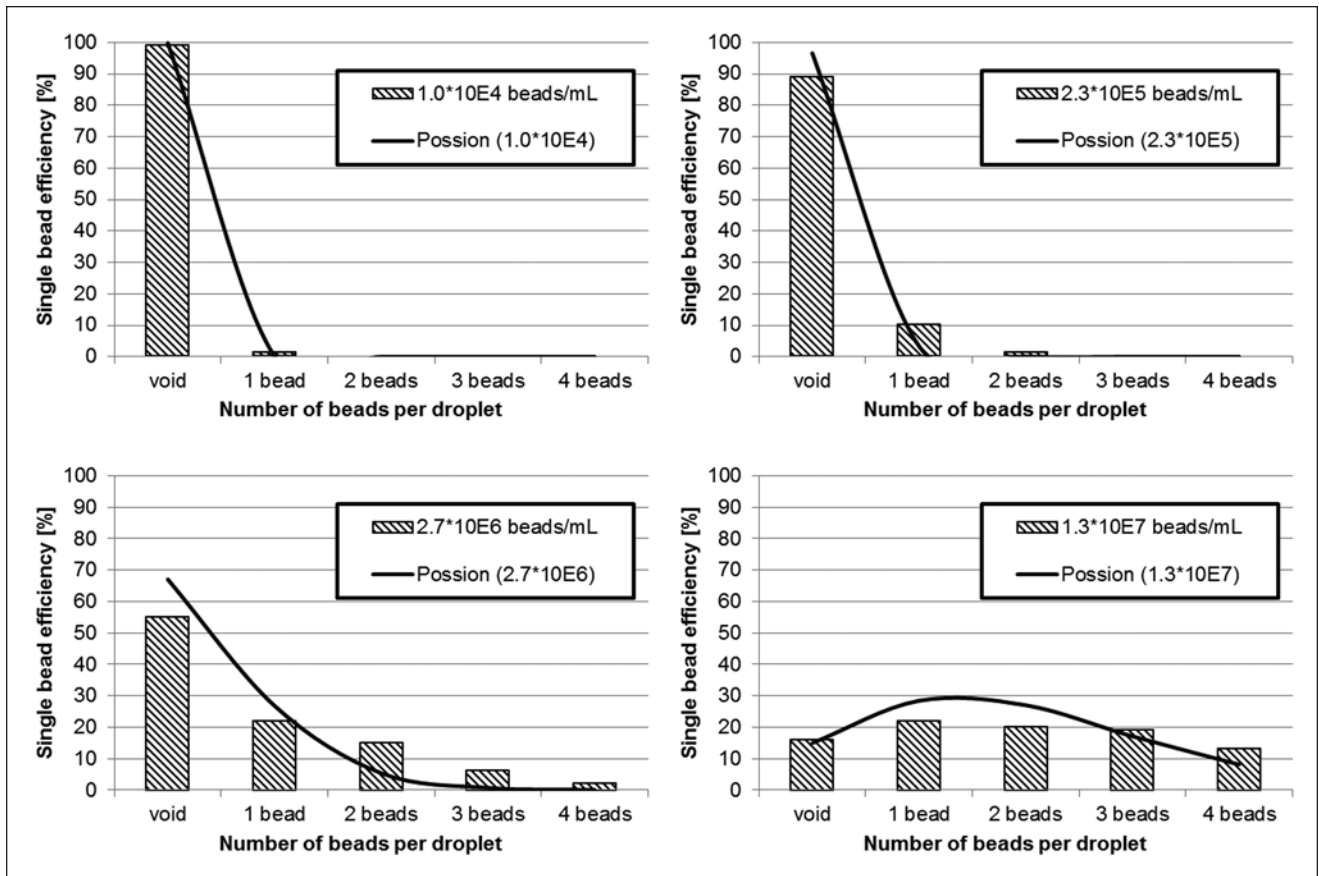 Single bead efficiency [%]
100
90
80
70
60
50
40
30
20
10
0
1.0*10E4 beads/mL
Possion (1.0*10E4)
void 1 bead 2 beads 3 beads 4 beads
Number of beads per droplet
Single bead efficiency [%]
100
90
80
70
60
50
40
30
20
10
0
2.3*10E5 beads/mL
Possion (2.3*10E5)
void 1 bead 2 beads 3 beads 4 beads
Number of beads per droplet
Single bead efficiency [%]
100
90
80
70
60
50
40
30
20
10
0
2.7*10E6 beads/mL
Possion (2.7*10E6)
void 1 bead 2 beads 3 beads 4 beads
Number of beads per droplet
Single bead efficiency [%]
100
90
80
70
60
50
40
30
20
10
0
1.3*10E7 beads/mL
Possion (1.3*10E7)
void 1 bead 2 beads 3 beads 4 beads
Number of beads per droplet